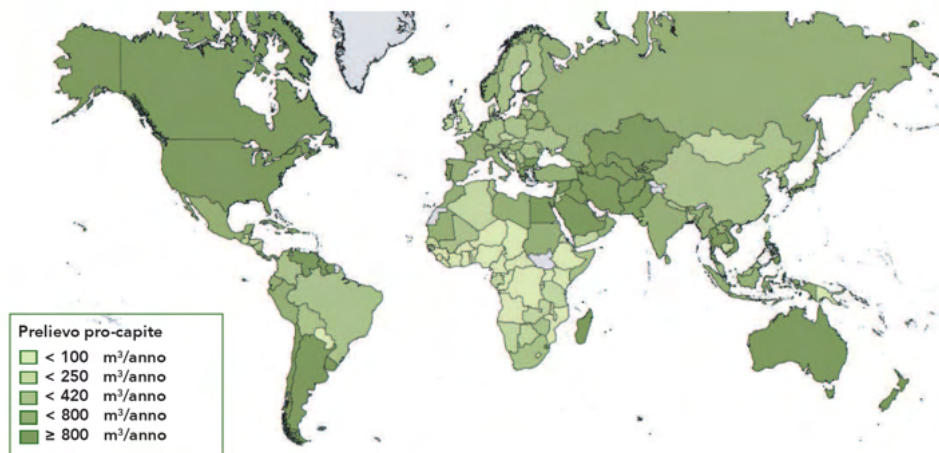 Prelievo pro-capite
< 100 m³/anno
< 250 m³/anno
< 420 m³/anno
< 800 m³/anno
≥ 800 m³/anno